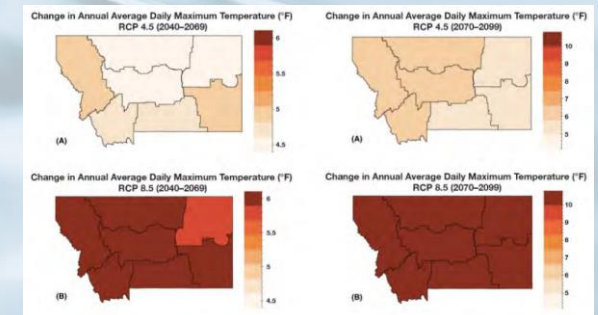 Change in Annual Average Daily Maximum Temperature (°F)
RCP 4.5 (2040–2069)
6
5.5
5
4.5
(A)
Change in Annual Average Daily Maximum Temperature (°F)
RCP 4.5 (2070–2099)
10
9
8
7
6
5
(A)
Change in Annual Average Daily Maximum Temperature (°F)
RCP 8.5 (2040–2069)
6
5.5
5
4.5
(B)
Change in Annual Average Daily Maximum Temperature (°F)
RCP 8.5 (2070–2099)
10
9
8
7
6
5
(B)